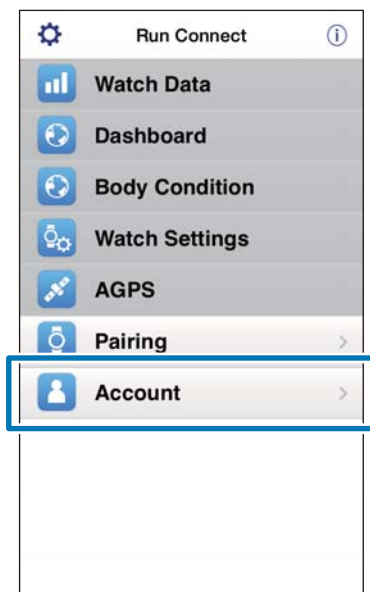 Run Connect
Watch Data
Dashboard
Body Condition
Watch Settings
AGPS
Pairing
Account